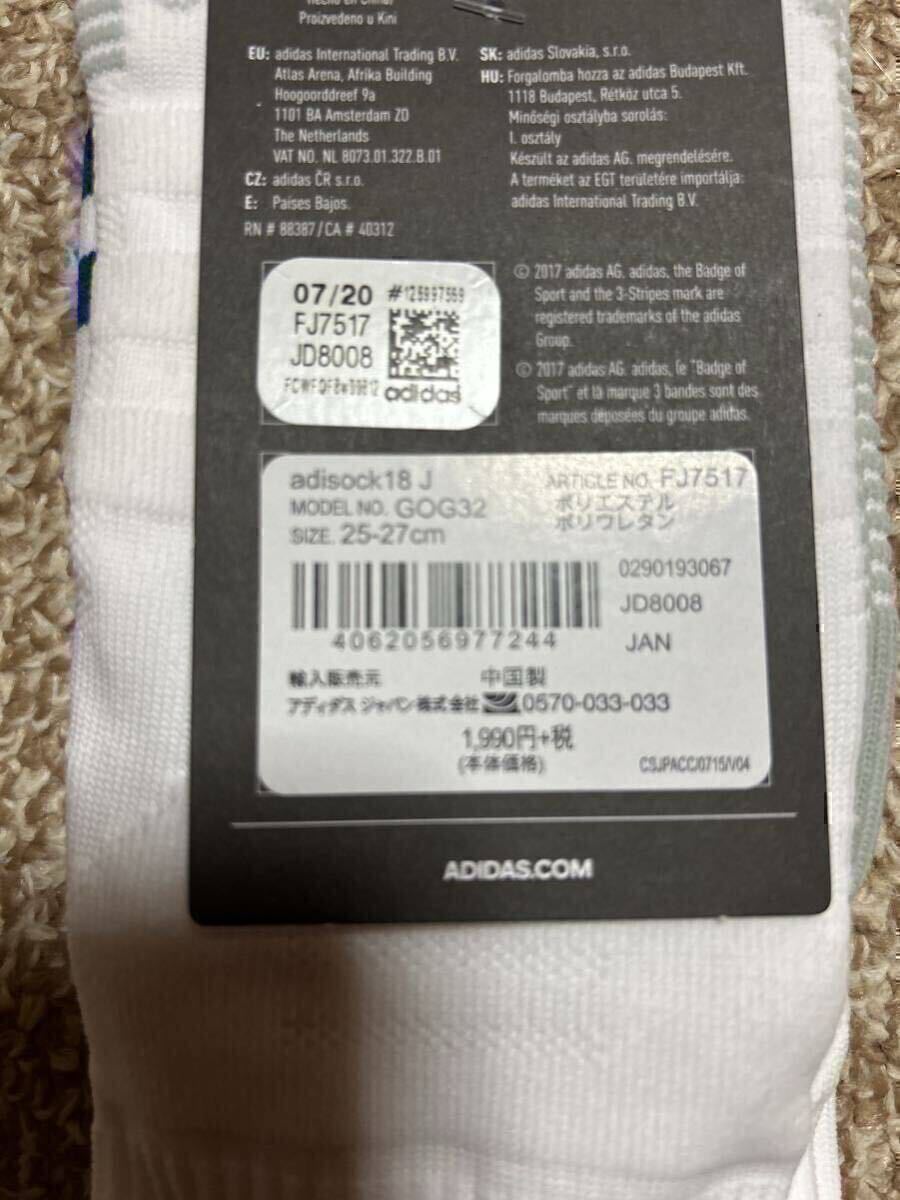 Hecho en China/
Proizvedeno u Kini
EU: adidas International Trading B.V.
Atlas Arena, Afrika Building
Hoogoorddreef 9a
1101 BA Amsterdam ZO
The Netherlands
VAT NO. NL 8073.01.322.B.01
CZ: adidas ČR s.r.o.
E: Países Bajos.
RN # 88387/CA # 40312
SK: adidas Slovakia, s.r.o.
HU: Forgalomba hozza az adidas Budapest Kft.
1118 Budapest, Rétköz utca 5.
Minőségi osztályba sorolás:
I. osztály
Készült az adidas AG. megrendelésére.
A terméket az EGT területére importálja:
adidas International Trading B.V.
07/20 #125997569
FJ7517
JD8008
adidas
© 2017 adidas AG. adidas, the Badge of
Sport and the 3-Stripes mark are
registered trademarks of the adidas
Group.
© 2017 adidas AG. adidas, le "Badge of
Sport" et la marque 3 bandes sont des
marques déposées du groupe adidas.
adisock18 J ARTICLE NO. FJ7517
MODEL NO. GOG32 ポリエステル
SIZE. 25-27cm ポリウレタン
0290193067
JD8008
4062056977244 JAN
輸入販売元 中国製
アディダス ジャパン株式会社 0570-033-033
1,990円+税
(本体価格) CSJPACC/0715/V04
ADIDAS.COM